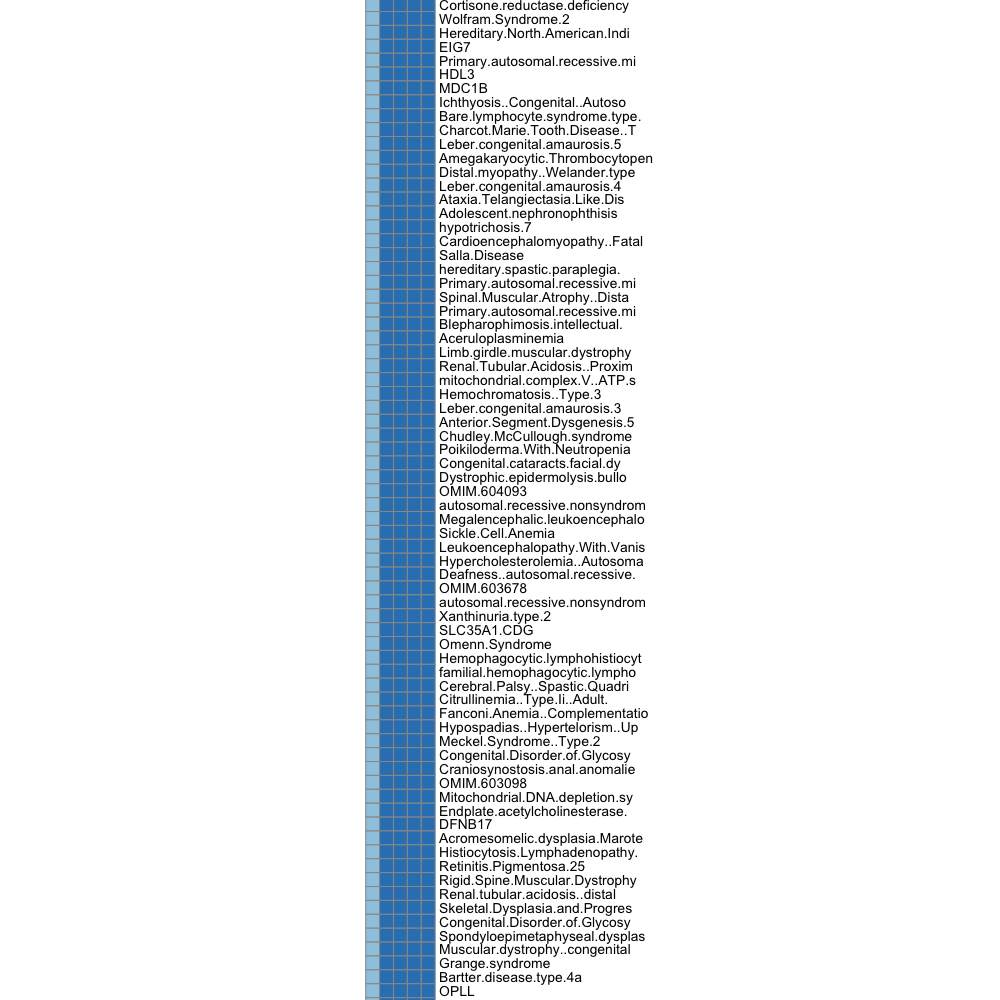 Cortisone.reductase.deficiency
Wolfram.Syndrome.2
Hereditary.North.American.Indi
EIG7
Primary.autosomal.recessive.mi
HDL3
MDC1B
Ichthyosis..Congenital..Autoso
Bare.lymphocyte.syndrome.type.
Charcot.Marie.Tooth.Disease..T
Leber.congenital.amaurosis.5
Amegakaryocytic.Thrombocytopen
Distal.myopathy..Welander.type
Leber.congenital.amaurosis.4
Ataxia.Telangiectasia.Like.Dis
Adolescent.nephronophthisis
hypotrichosis.7
Cardioencephalomyopathy..Fatal
Salla.Disease
hereditary.spastic.paraplegia.
Primary.autosomal.recessive.mi
Spinal.Muscular.Atrophy..Dista
Primary.autosomal.recessive.mi
Blepharophimosis.intellectual.
Aceruloplasminemia
Limb.girdle.muscular.dystrophy
Renal.Tubular.Acidosis..Proxim
mitochondrial.complex.V..ATP.s
Hemochromatosis..Type.3
Leber.congenital.amaurosis.3
Anterior.Segment.Dysgenesis.5
Chudley.McCullough.syndrome
Poikiloderma.With.Neutropenia
Congenital.cataracts.facial.dy
Dystrophic.epidermolysis.bullo
OMIM.604093
autosomal.recessive.nonsyndrom
Megalencephalic.leukoencephalo
Sickle.Cell.Anemia
Leukoencephalopathy.With.Vanis
Hypercholesterolemia..Autosoma
Deafness..autosomal.recessive.
OMIM.603678
autosomal.recessive.nonsyndrom
Xanthinuria.type.2
SLC35A1.CDG
Omenn.Syndrome
Hemophagocytic.lymphohistiocyt
familial.hemophagocytic.lympho
Cerebral.Palsy..Spastic.Quadri
Citrullinemia..Type.Ii..Adult.
Fanconi.Anemia..Complementatio
Hypospadias..Hypertelorism..Up
Meckel.Syndrome..Type.2
Congenital.Disorder.of.Glycosy
Craniosynostosis.anal.anomalie
OMIM.603098
Mitochondrial.DNA.depletion.sy
Endplate.acetylcholinesterase.
DFNB17
Acromesomelic.dysplasia.Marote
Histiocytosis.Lymphadenopathy.
Retinitis.Pigmentosa.25
Rigid.Spine.Muscular.Dystrophy
Renal.tubular.acidosis..distal
Skeletal.Dysplasia.and.Progres
Congenital.Disorder.of.Glycosy
Spondyloepimetaphyseal.dysplas
Muscular.dystrophy..congenital
Grange.syndrome
Bartter.disease.type.4a
OPLL